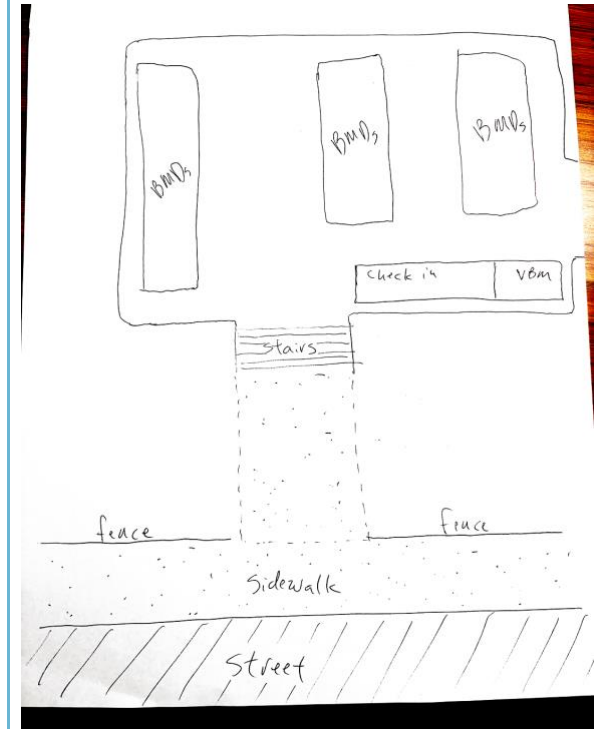 BMDs
BMDs
BMDs
Check in
VBM
stairs
fence
fence
Sidewalk
Street